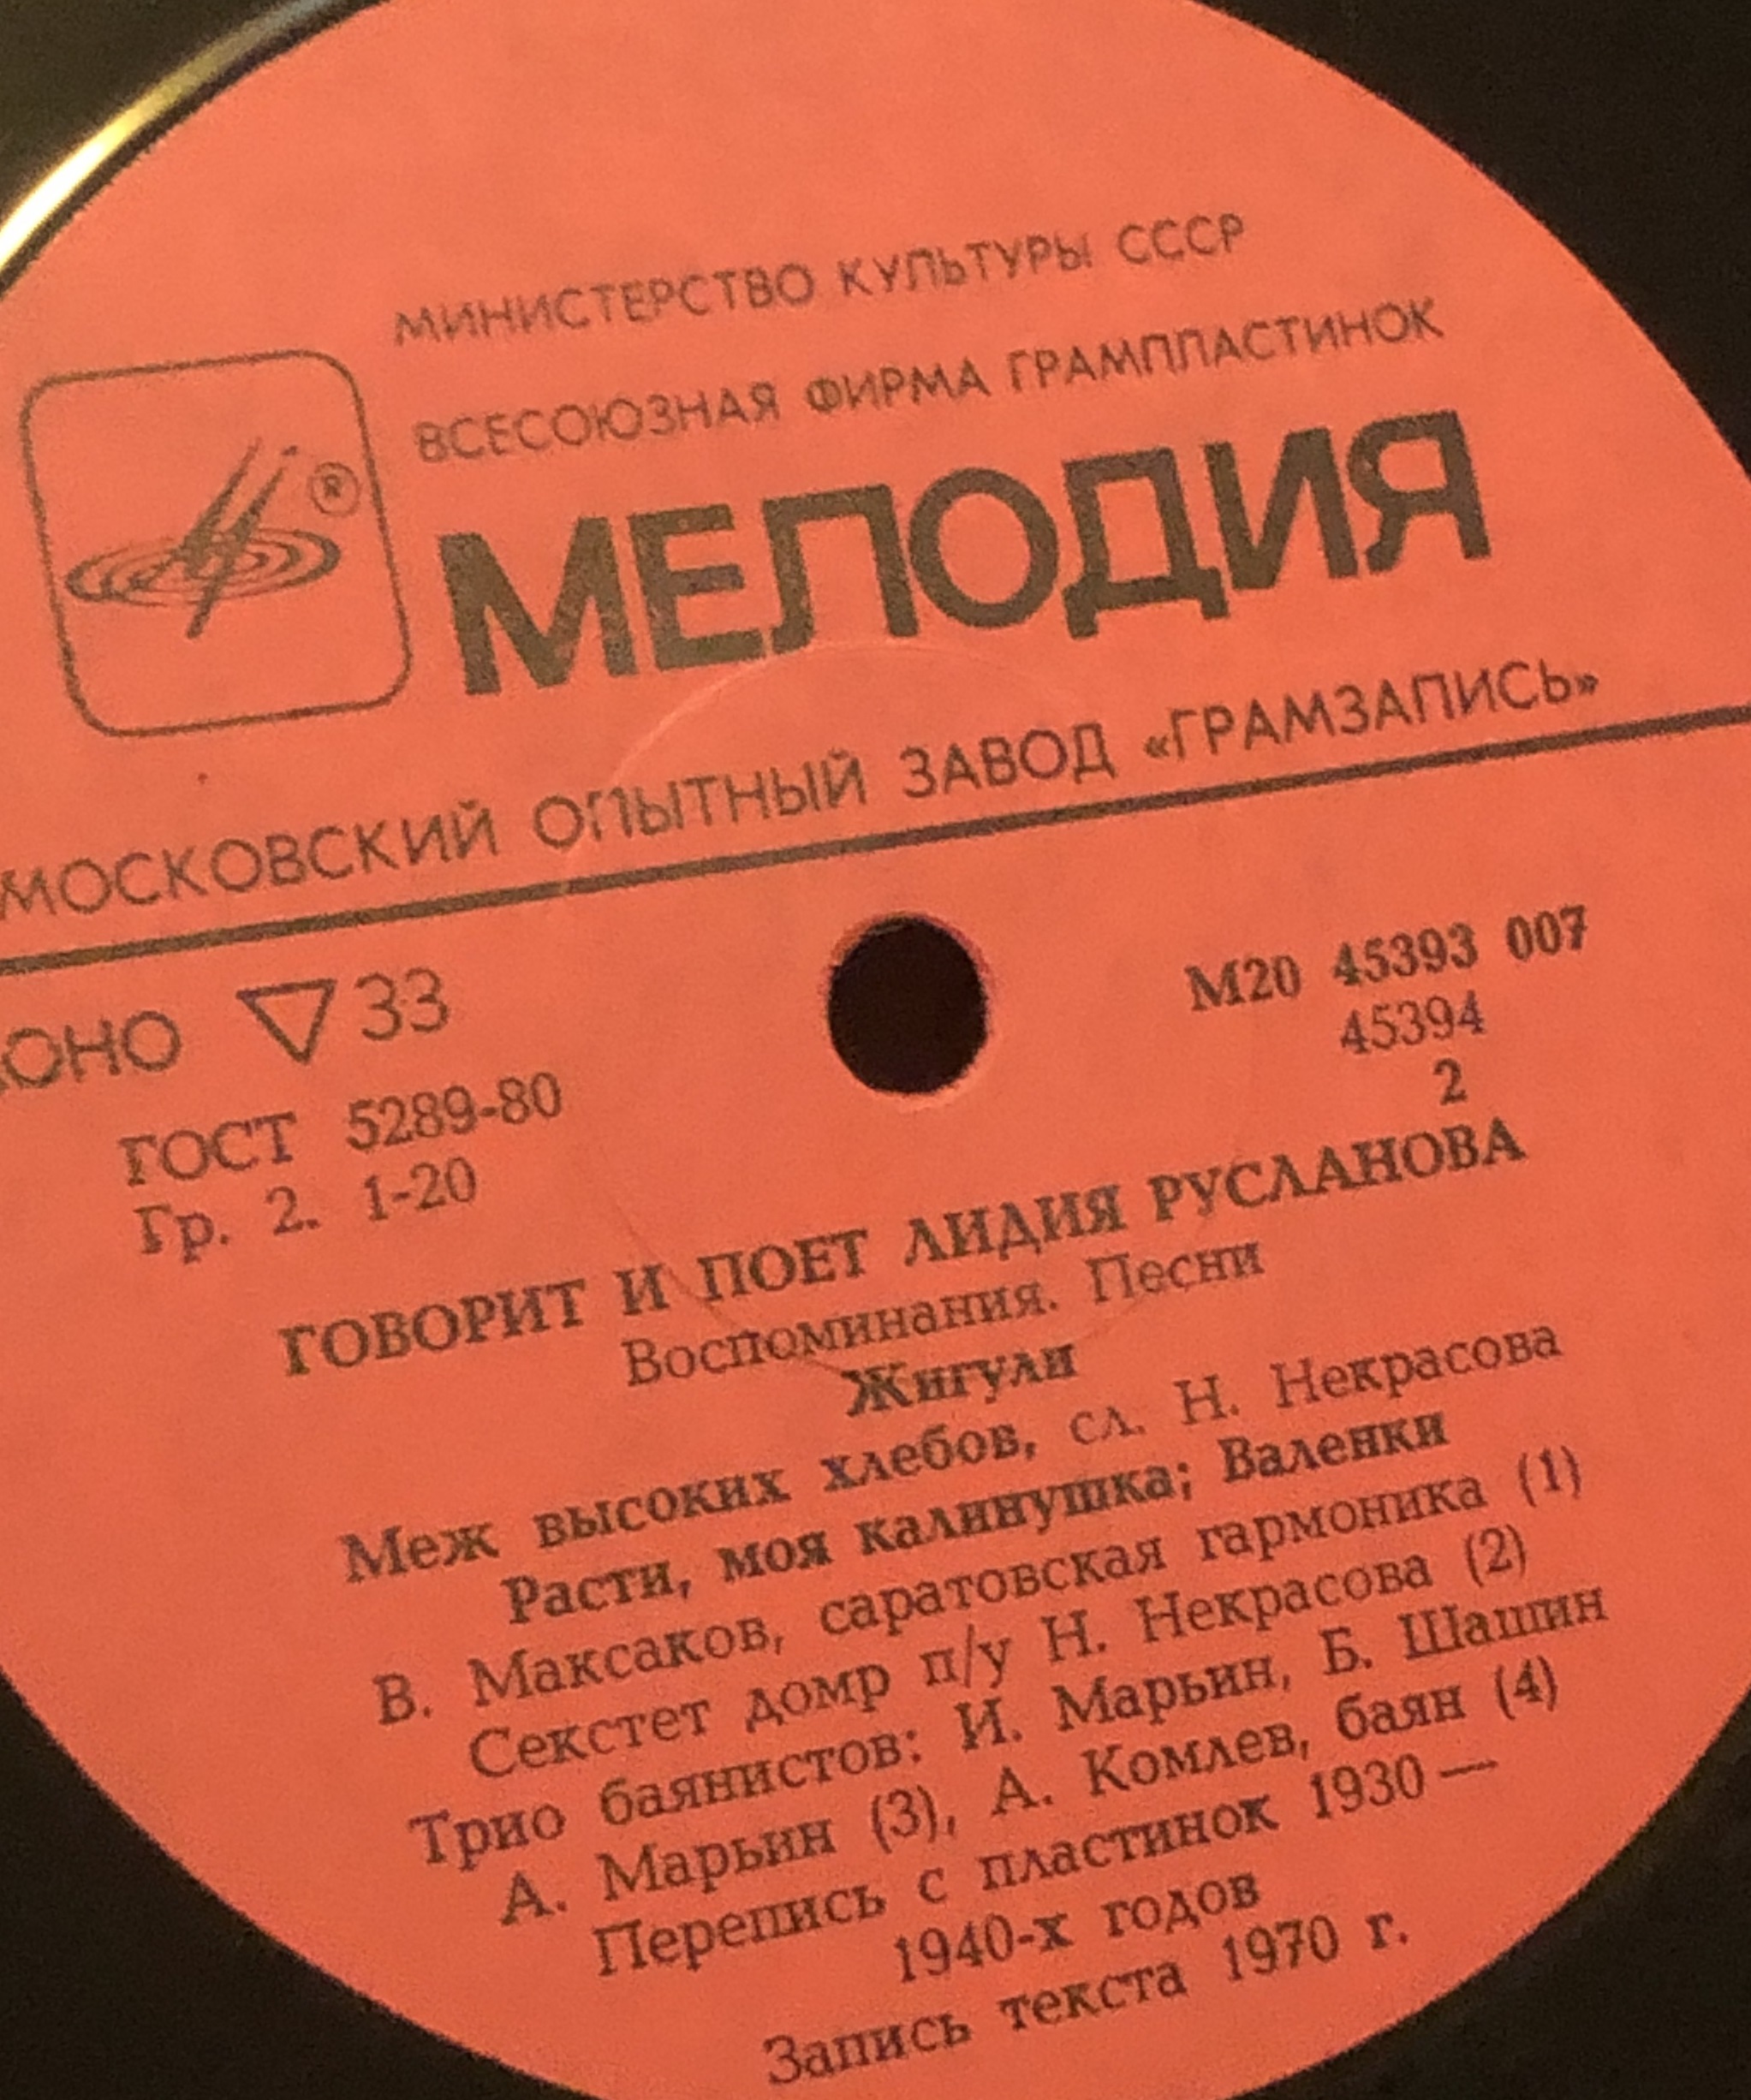 МИНИСТЕРСТВО КУЛЬТУРЫ СССР
ВСЕСОЮЗНАЯ ФИРМА ГРАМПЛАСТИНОК
®
МЕЛОДИЯ
МОСКОВСКИЙ ОПЫТНЫЙ ЗАВОД «ГРАМЗАПИСЬ»
МОНО ▽ 33
М20 45393 007
45394
2
ГОСТ 5289-80
Гр. 2. 1-20
ГОВОРИТ И ПОЕТ ЛИДИЯ РУСЛАНОВА
Воспоминания. Песни
Жигули
Меж высоких хлебов, сл. Н. Некрасова
Расти, моя калинушка; Валенки
В. Максаков, саратовская гармоника (1)
Секстет домр п/у Н. Некрасова (2)
Трио баянистов: И. Марьин, Б. Шашин
А. Марьин (3), А. Комлев, баян (4)
Перепись с пластинок 1930 —
1940-х годов
Запись текста 1970 г.